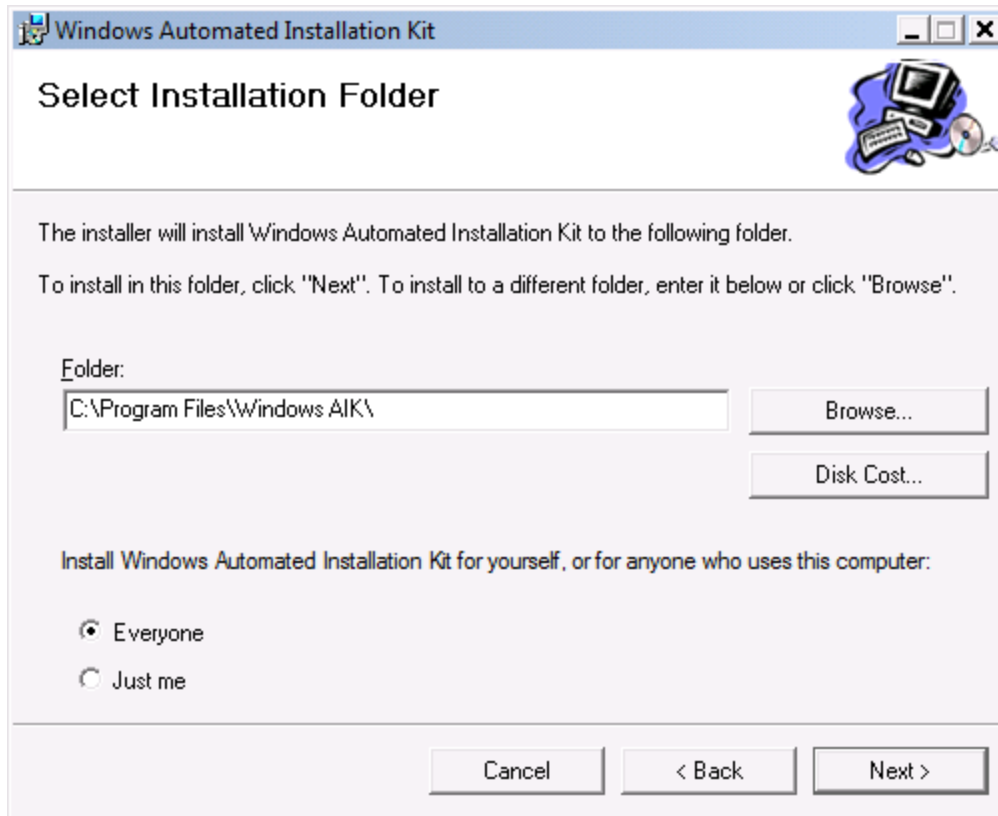 Windows Automated Installation Kit
Select Installation Folder
The installer will install Windows Automated Installation Kit to the following folder.
To install in this folder, click "Next". To install to a different folder, enter it below or click "Browse".
Folder:
C:\Program Files\Windows AIK\
Browse...
Disk Cost...
Install Windows Automated Installation Kit for yourself, or for anyone who uses this computer:
Everyone
Just me
Cancel
< Back
Next >